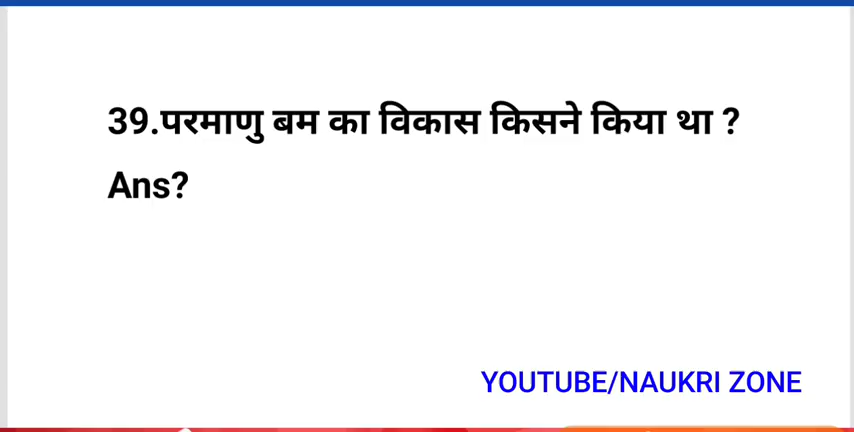 39.परमाणु बम का विकास किसने किया था ?
Ans?
YOUTUBE/NAUKRI ZONE